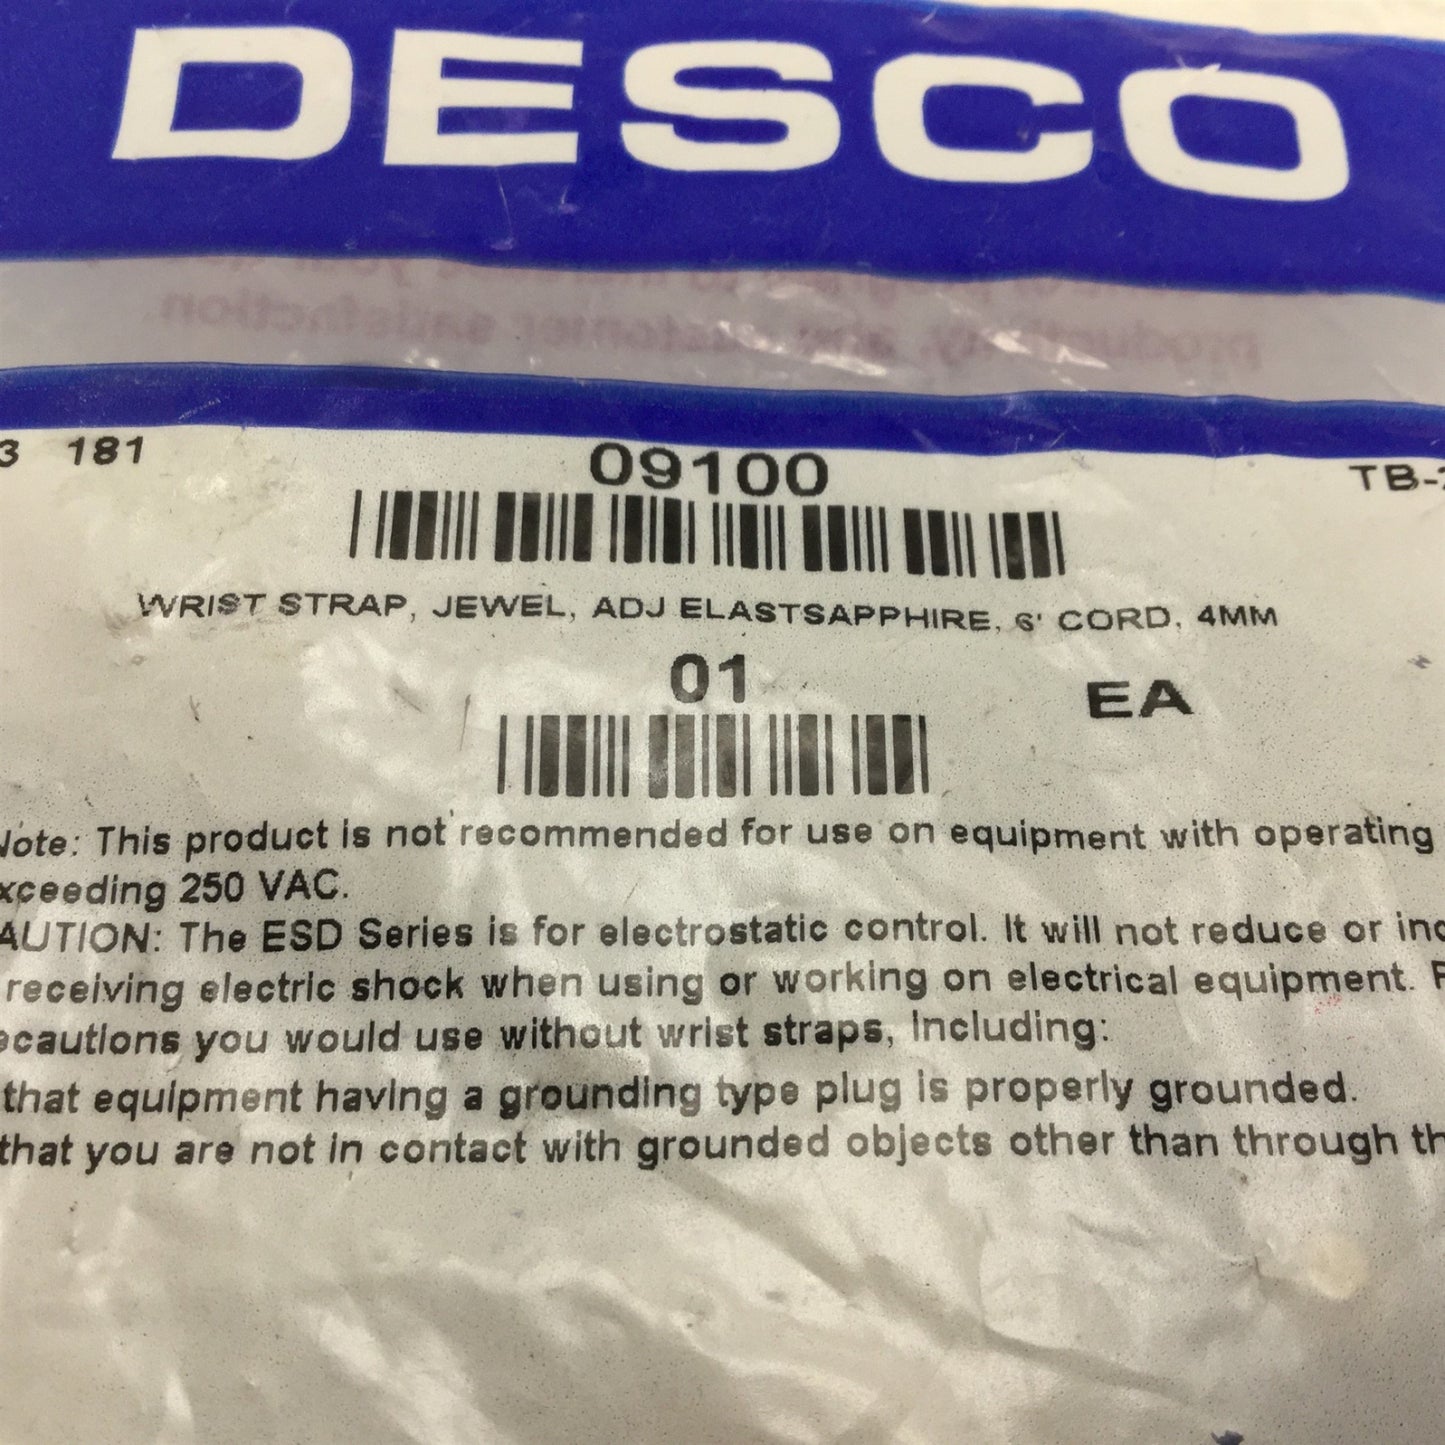 DESCO
productivity, and customer satisfaction
3 181
09100
TB-
WRIST STRAP, JEWEL, ADJ ELASTSAPPHIRE, 6' CORD, 4MM
01
EA
Note: This product is not recommended for use on equipment with operating
xceeding 250 VAC.
AUTION: The ESD Series is for electrostatic control. It will not reduce or inc
receiving electric shock when using or working on electrical equipment.
ecautions you would use without wrist straps, including:
that equipment having a grounding type plug is properly grounded.
that you are not in contact with grounded objects other than through th